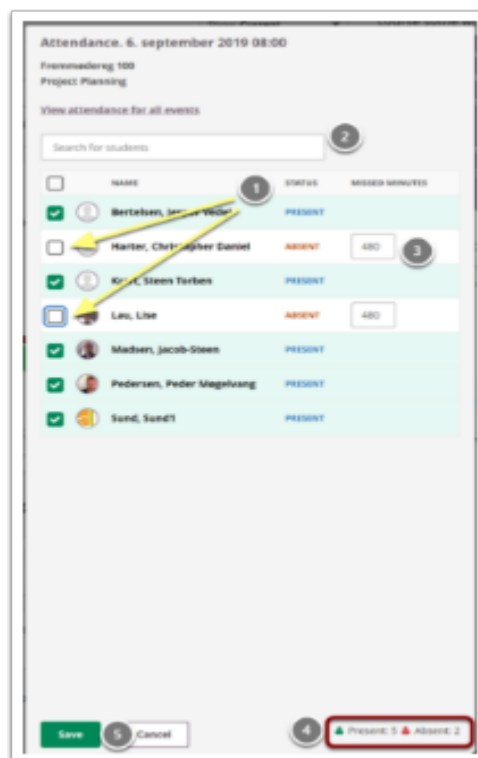 Attendance. 6. september 2019 08:00
Fremmødereg 100
Project Planning
View attendance for all events
2
Search for students
NAME STATUS MISSED MINUTES
1
Bertelsen, PRESENT
Harter, Christopher Daniel ABSENT 480
3
Steen Torben PRESENT
Lau, Lise ABSENT 480
Madsen, Jacob-Steen PRESENT
Pedersen, Peder Møgelvang PRESENT
Sund, Sund1 PRESENT
Save 5 Cancel 4 Present: 5 Absent: 2